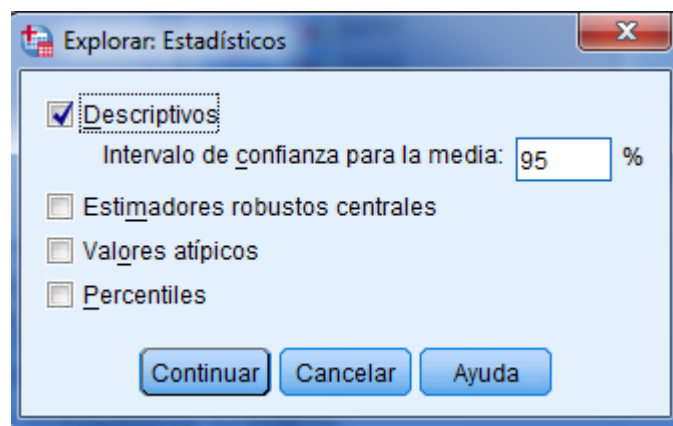 Explorar: Estadísticos
Descriptivos
Intervalo de confianza para la media: 95 %
Estimadores robustos centrales
Valores atípicos
Percentiles
Continuar Cancelar Ayuda